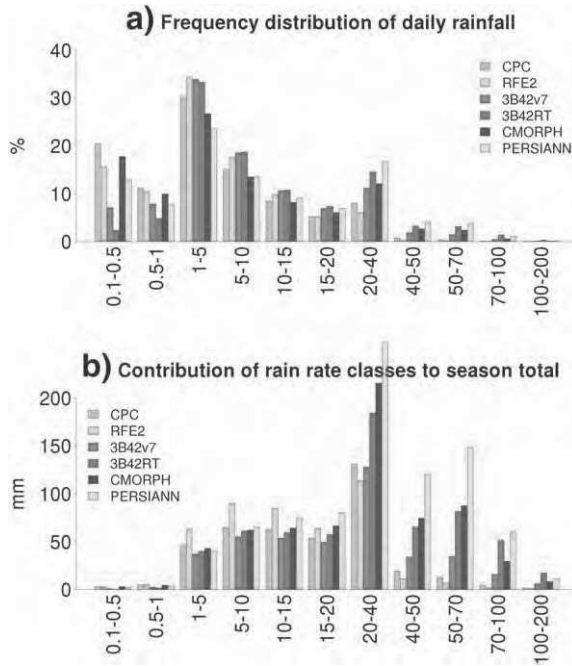 a) Frequency distribution of daily rainfall
40
30
20
10
0
%
CPC
RFE2
3B42v7
3B42RT
CMORPH
PERSIANN
0.1-0.5
0.5-1
1-5
5-10
10-15
15-20
20-40
40-50
50-70
70-100
100-200
b) Contribution of rain rate classes to season total
200
150
100
50
0
mm
CPC
RFE2
3B42v7
3B42RT
CMORPH
PERSIANN
0.1-0.5
0.5-1
1-5
5-10
10-15
15-20
20-40
40-50
50-70
70-100
100-200